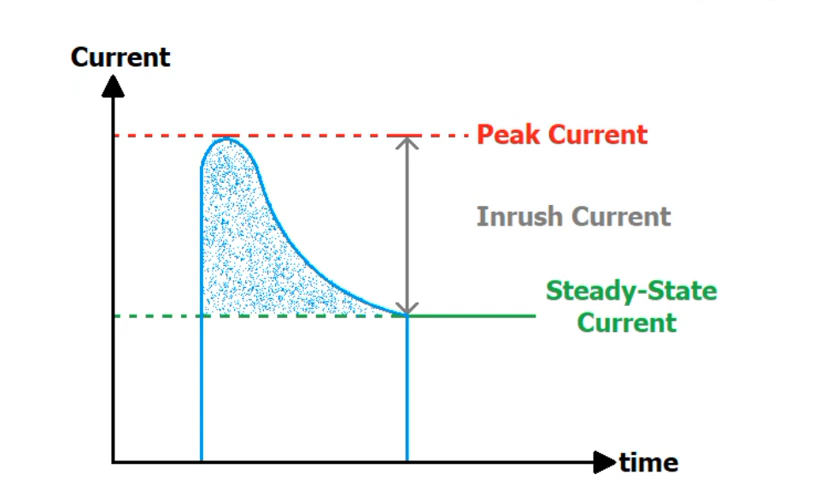 Current
Peak Current
Inrush Current
Steady-State
Current
time